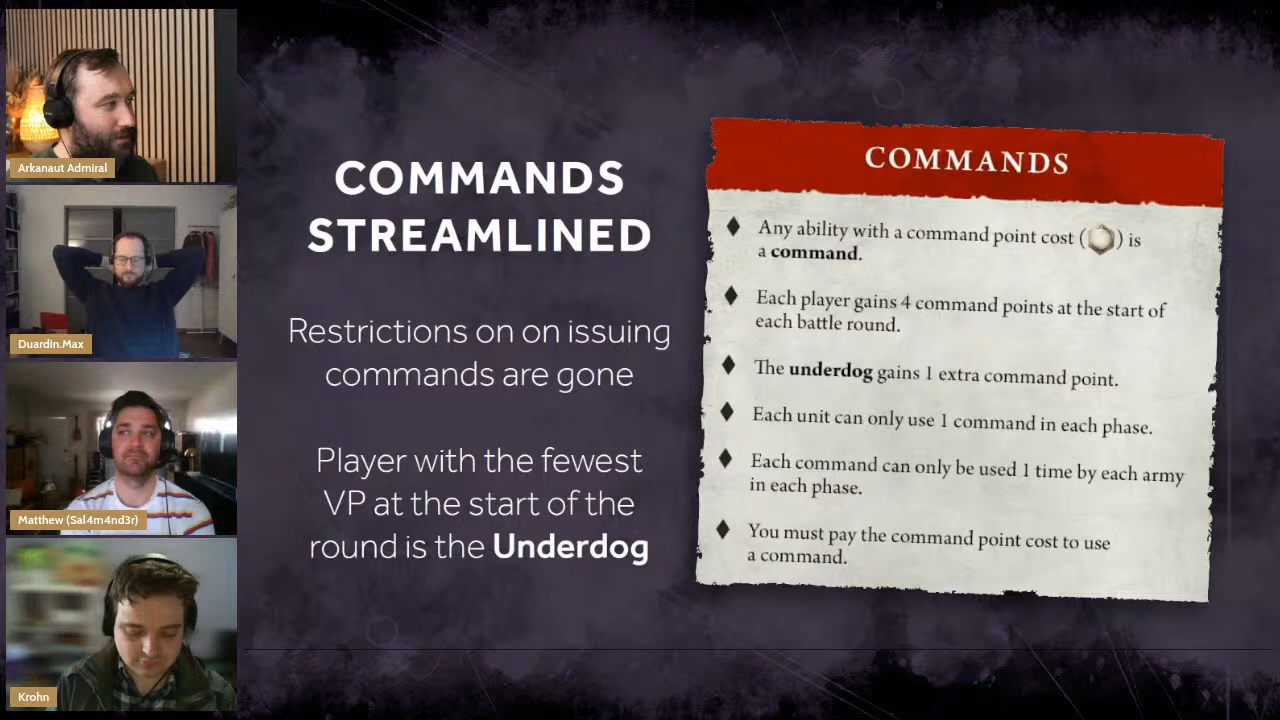 Arkanaut Admiral
Duardin.Max
Matthew (Sal4m4nd3r)
Krohn
COMMANDS
STREAMLINED
Restrictions on on issuing
commands are gone
Player with the fewest
VP at the start of the
round is the Underdog
COMMANDS
Any ability with a command point cost ( ) is
a command.
Each player gains 4 command points at the start of
each battle round.
The underdog gains 1 extra command point.
Each unit can only use 1 command in each phase.
Each command can only be used 1 time by each army
in each phase.
You must pay the command point cost to use
a command.